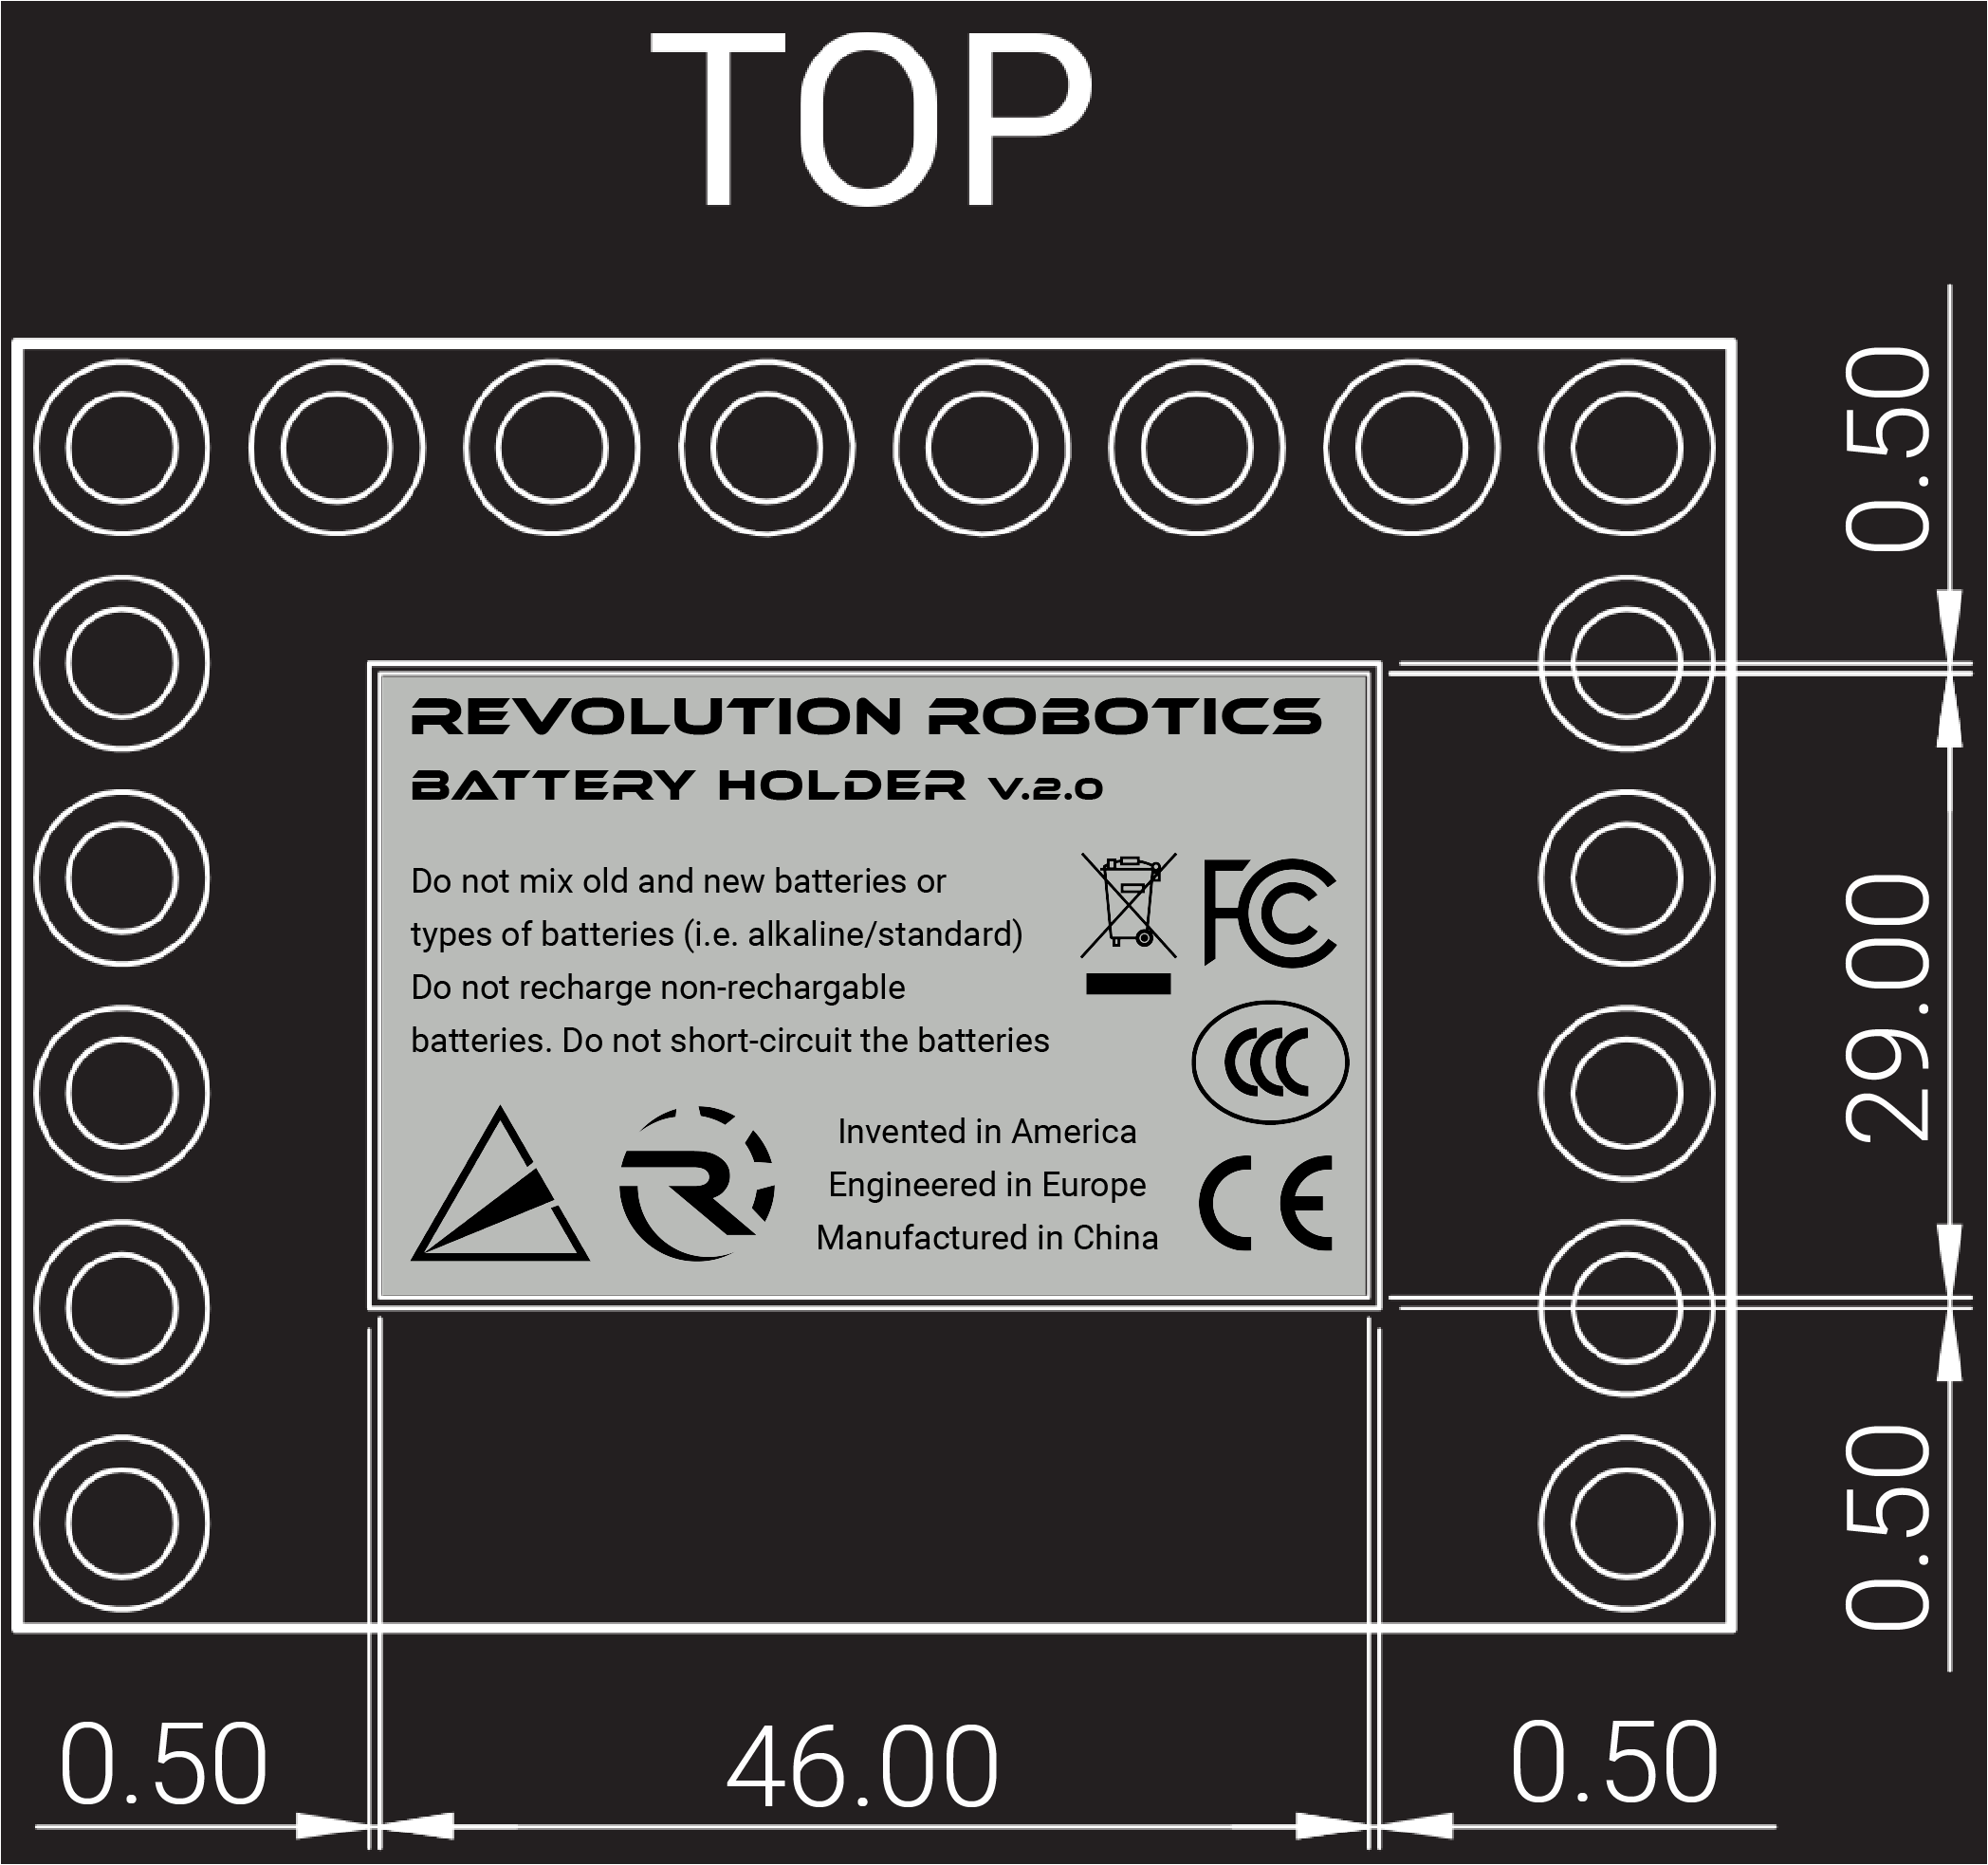 TOP
0.50
REVOLUTION ROBOTICS
BATTERY HOLDER V.2.0
Do not mix old and new batteries or
types of batteries (i.e. alkaline/standard)
Do not recharge non-rechargable
batteries. Do not short-circuit the batteries
FCC
CCC
29.00
R
Invented in America
Engineered in Europe
Manufactured in China
CE
0.50
0.50
46.00
0.50